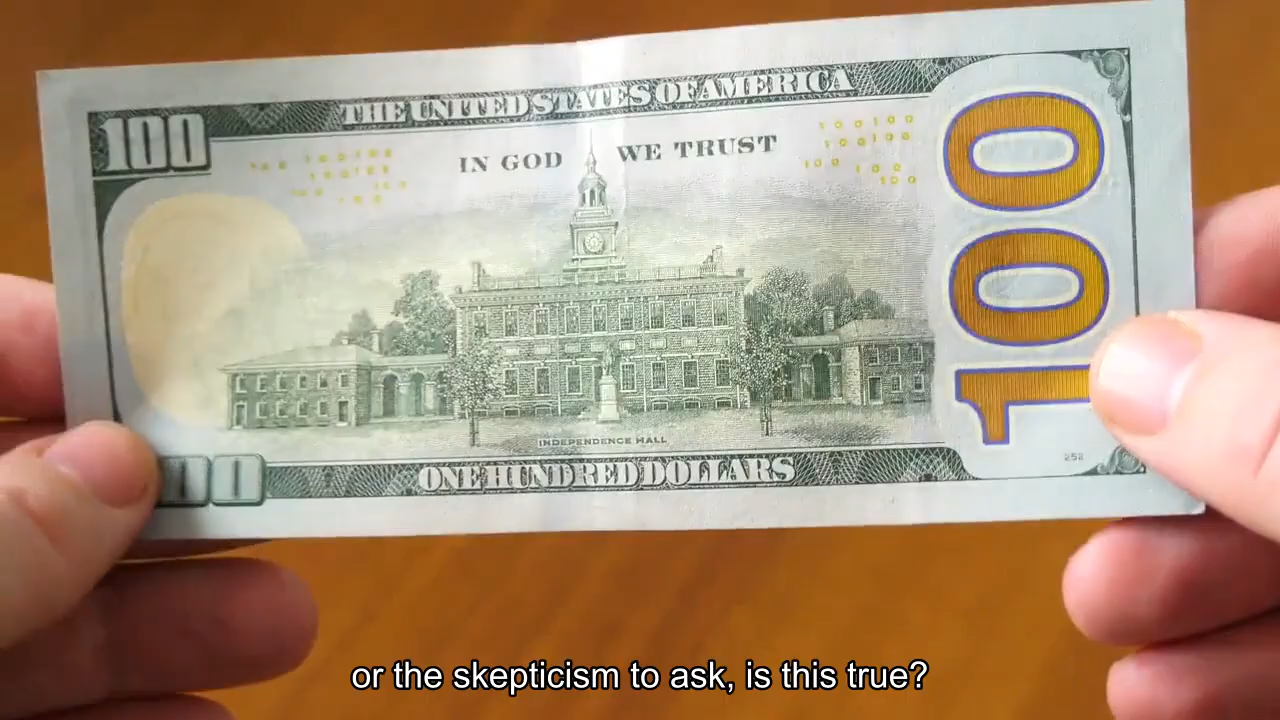 THE UNITED STATES OF AMERICA
100
IN GOD WE TRUST
100
INDEPENDENCE HALL
ONE HUNDRED DOLLARS
252
or the skepticism to ask, is this true?